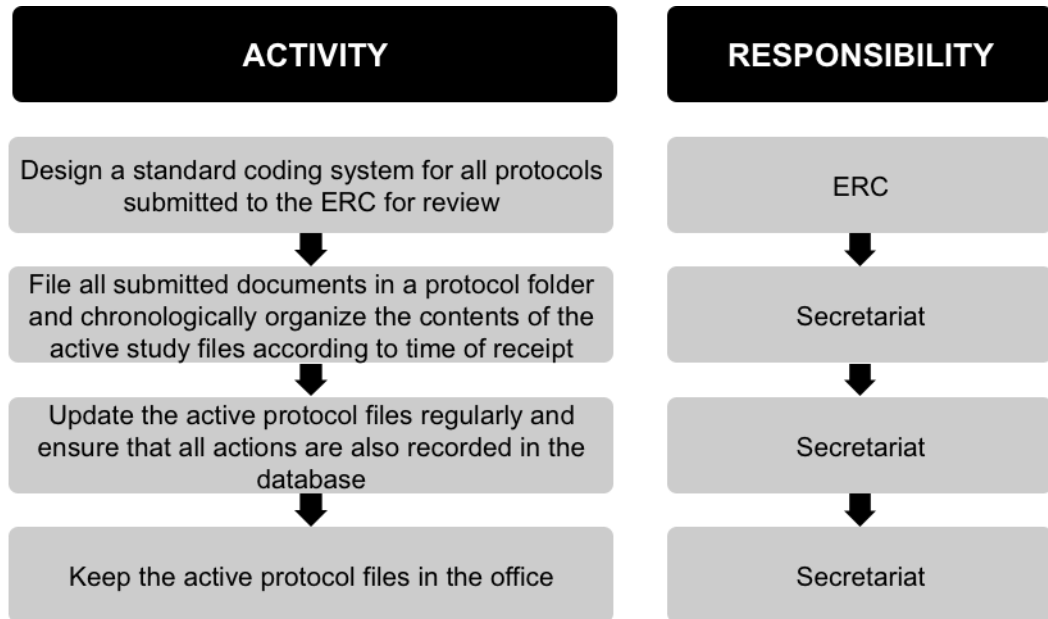 ACTIVITY
RESPONSIBILITY
Design a standard coding system for all protocols
submitted to the ERC for review
ERC
File all submitted documents in a protocol folder
and chronologically organize the contents of the
active study files according to time of receipt
Secretariat
Update the active protocol files regularly and
ensure that all actions are also recorded in the
database
Secretariat
Keep the active protocol files in the office
Secretariat